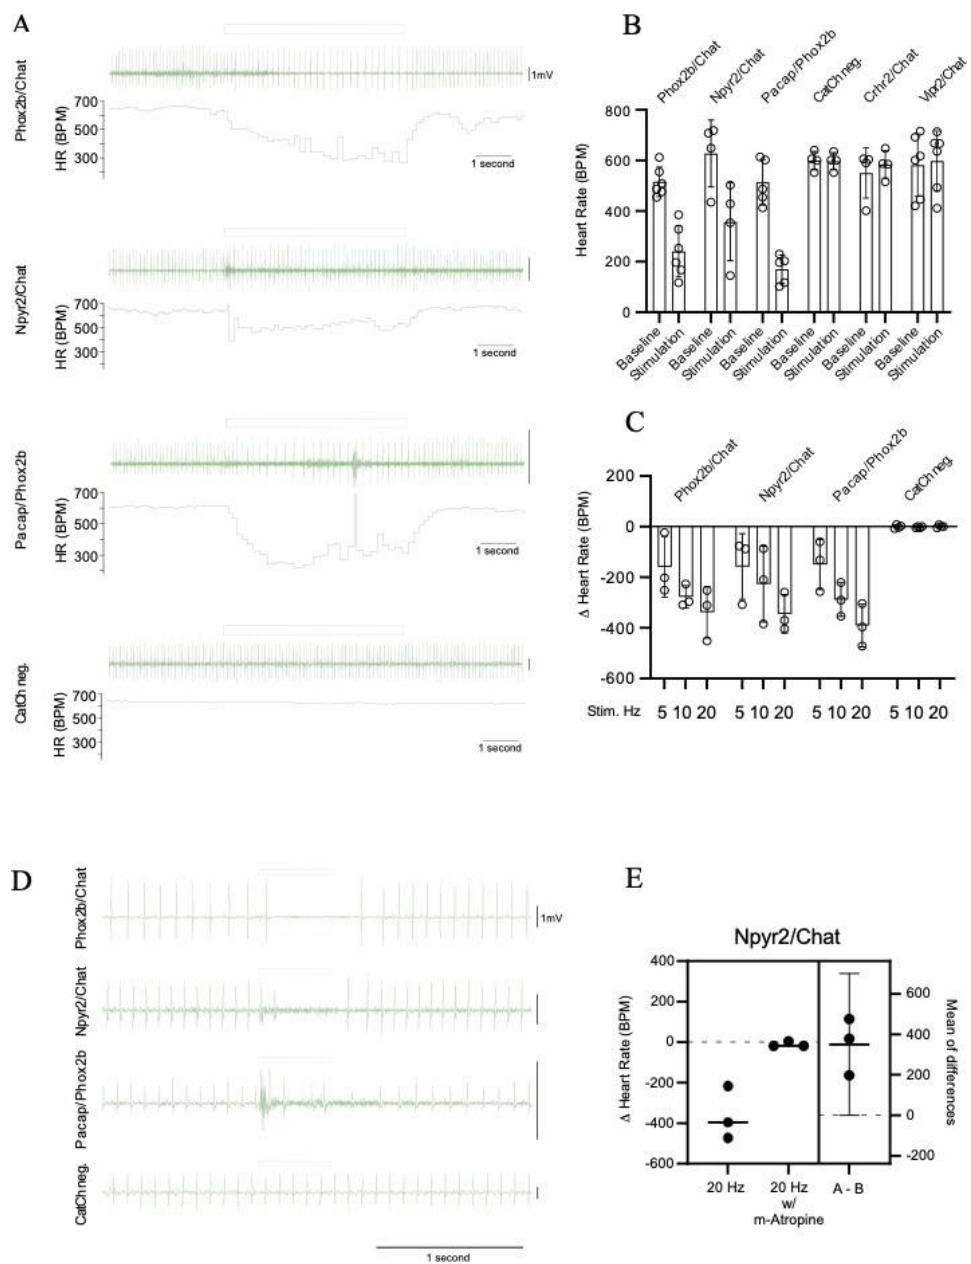 A
Phox2b/Chat
1mV
HR (BPM)
700
500
300
1 second
Npyr2/Chat
HR (BPM)
700
500
300
1 second
Pacap/Phox2b
HR (BPM)
700
500
300
1 second
CatCh neg.
HR (BPM)
700
500
300
1 second
B
Phox2b/Chat
Npyr2/Chat
Pacap/Phox2b
CatCh neg.
Crhr2/Chat
Vipr2/Chat
Heart Rate (BPM)
800
600
400
200
0
Baseline
Stimulation
Baseline
Stimulation
Baseline
Stimulation
Baseline
Stimulation
Baseline
Stimulation
Baseline
Stimulation
C
Phox2b/Chat
Npyr2/Chat
Pacap/Phox2b
CatCh neg.
Δ Heart Rate (BPM)
200
0
-200
-400
-600
Stim. Hz 5 10 20 5 10 20 5 10 20 5 10 20
D
Phox2b/Chat
1mV
Npyr2/Chat
Pacap/Phox2b
CatCh neg.
1 second
E
Npyr2/Chat
Δ Heart Rate (BPM)
400
200
0
-200
-400
-600
600
400
200
0
-200
Mean of differences
20 Hz
20 Hz
w/
m-Atropine
A - B